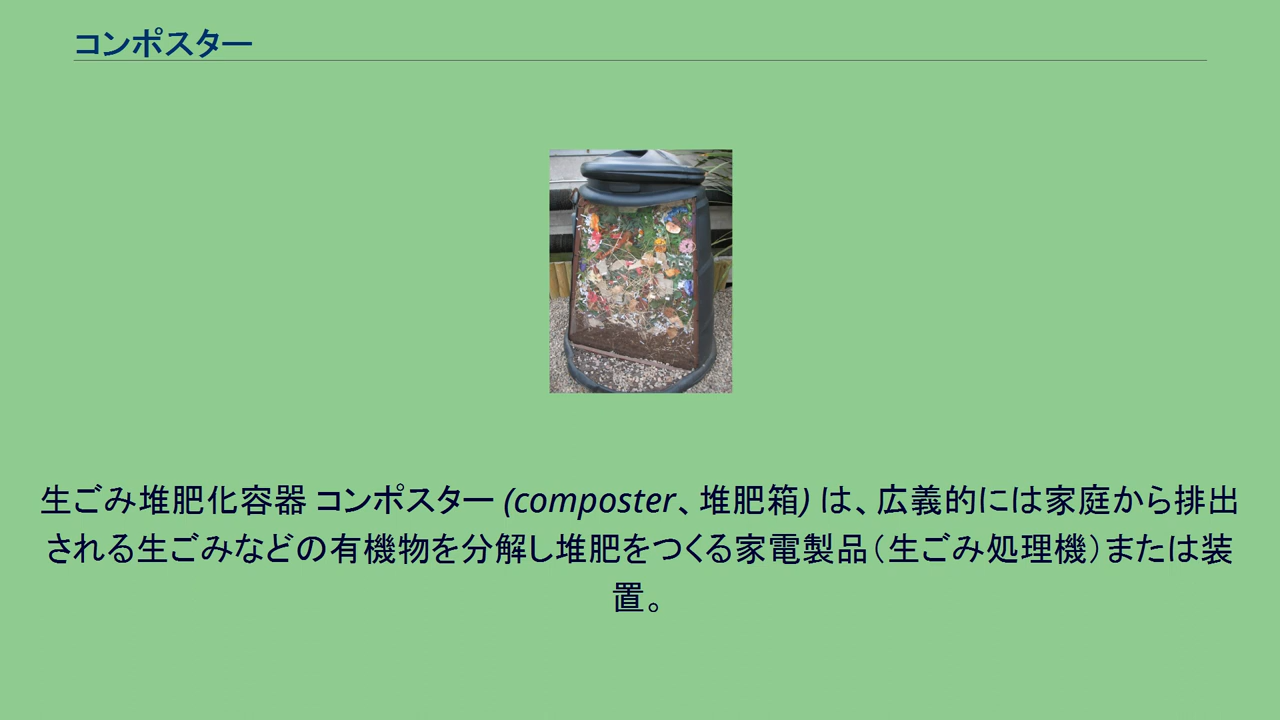 コンポスター
生ごみ堆肥化容器 コンポスター (composter、堆肥箱) は、広義的には家庭から排出
される生ごみなどの有機物を分解し堆肥をつくる家電製品（生ごみ処理機）または装
置。